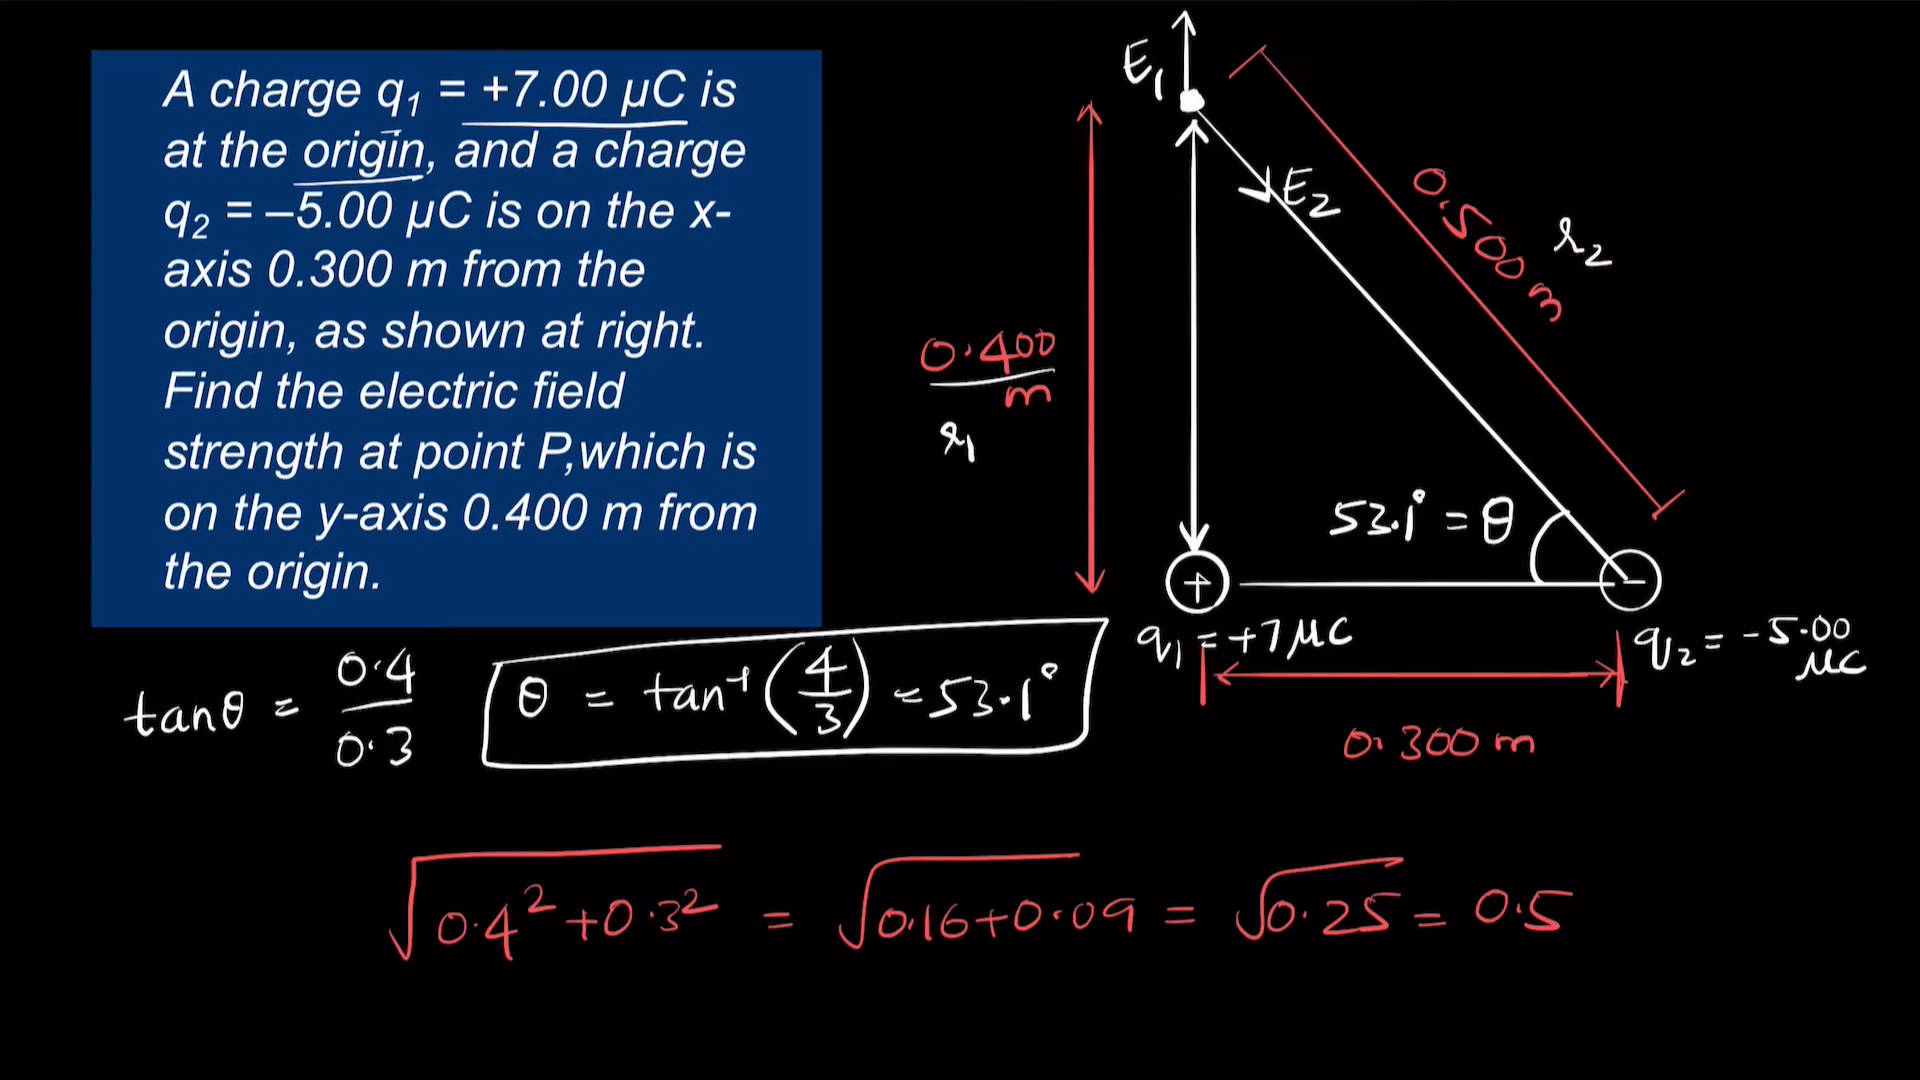 A charge q₁ = +7.00 µC is
at the origin, and a charge
q₂ = –5.00 µC is on the x-
axis 0.300 m from the
origin, as shown at right.
Find the electric field
strength at point P,which is
on the y-axis 0.400 m from
the origin.
E₁
E₂
0.500 m
r₂
0.400
m
r₁
53.1° = θ
+
-
q₁ = +7 µC
q₂ = -5.00
µC
0.300 m
tanθ = 0.4/0.3
θ = tan⁻¹(4/3) = 53.1°
√0.4² + 0.3² = √0.16+0.09 = √0.25 = 0.5